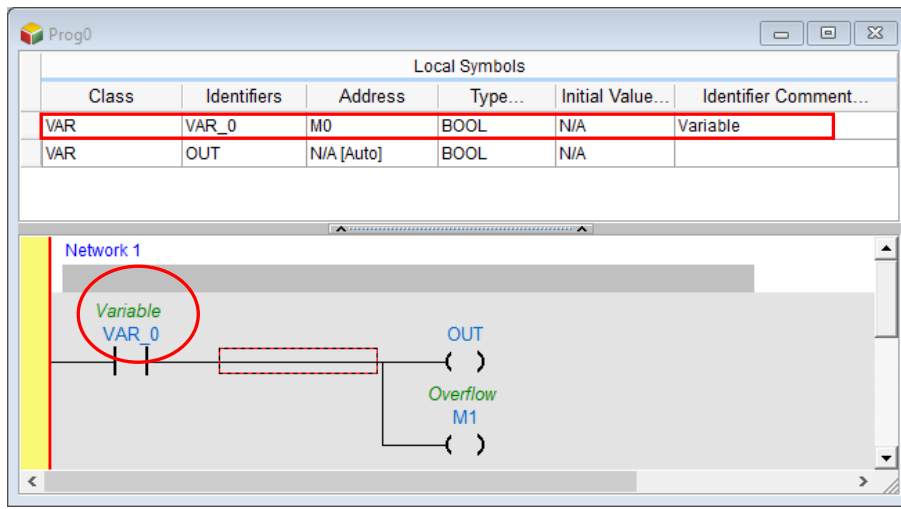 Prog0
Local Symbols
Class Identifiers Address Type... Initial Value... Identifier Comment...
VAR VAR_0 M0 BOOL N/A Variable
VAR OUT N/A [Auto] BOOL N/A
Network 1
Variable
VAR_0 OUT
Overflow
M1